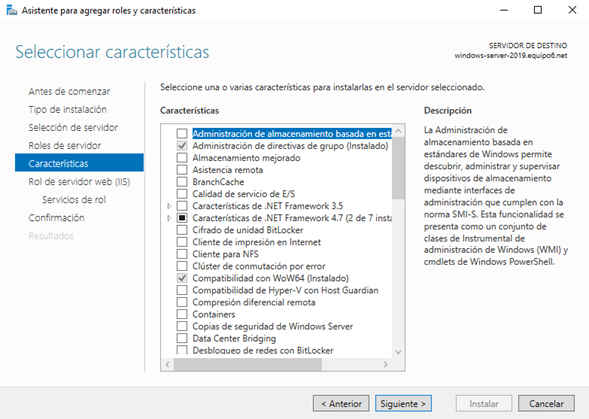 Asistente para agregar roles y características
Seleccionar características
SERVIDOR DE DESTINO
windows-server-2019.equipo6.net
Antes de comenzar
Tipo de instalación
Selección de servidor
Roles de servidor
Características
Rol de servidor web (IIS)
Servicios de rol
Confirmación
Resultados
Seleccione una o varias características para instalarlas en el servidor seleccionado.
Características
Administración de almacenamiento basada en está
Administración de directivas de grupo (Instalado)
Almacenamiento mejorado
Asistencia remota
BranchCache
Calidad de servicio de E/S
Características de .NET Framework 3.5
Características de .NET Framework 4.7 (2 de 7 insta
Cifrado de unidad BitLocker
Cliente de impresión en Internet
Cliente para NFS
Clúster de conmutación por error
Compatibilidad con WoW64 (Instalado)
Compatibilidad de Hyper-V con Host Guardian
Compresión diferencial remota
Containers
Copias de seguridad de Windows Server
Data Center Bridging
Desbloqueo de redes con BitLocker
Descripción
La Administración de
almacenamiento basada en
estándares de Windows permite
descubrir, administrar y supervisar
dispositivos de almacenamiento
mediante interfaces de
administración que cumplen con la
norma SMI-S. Esta funcionalidad se
presenta como un conjunto de
clases de Instrumental de
administración de Windows (WMI) y
cmdlets de Windows PowerShell.
< Anterior
Siguiente >
Instalar
Cancelar